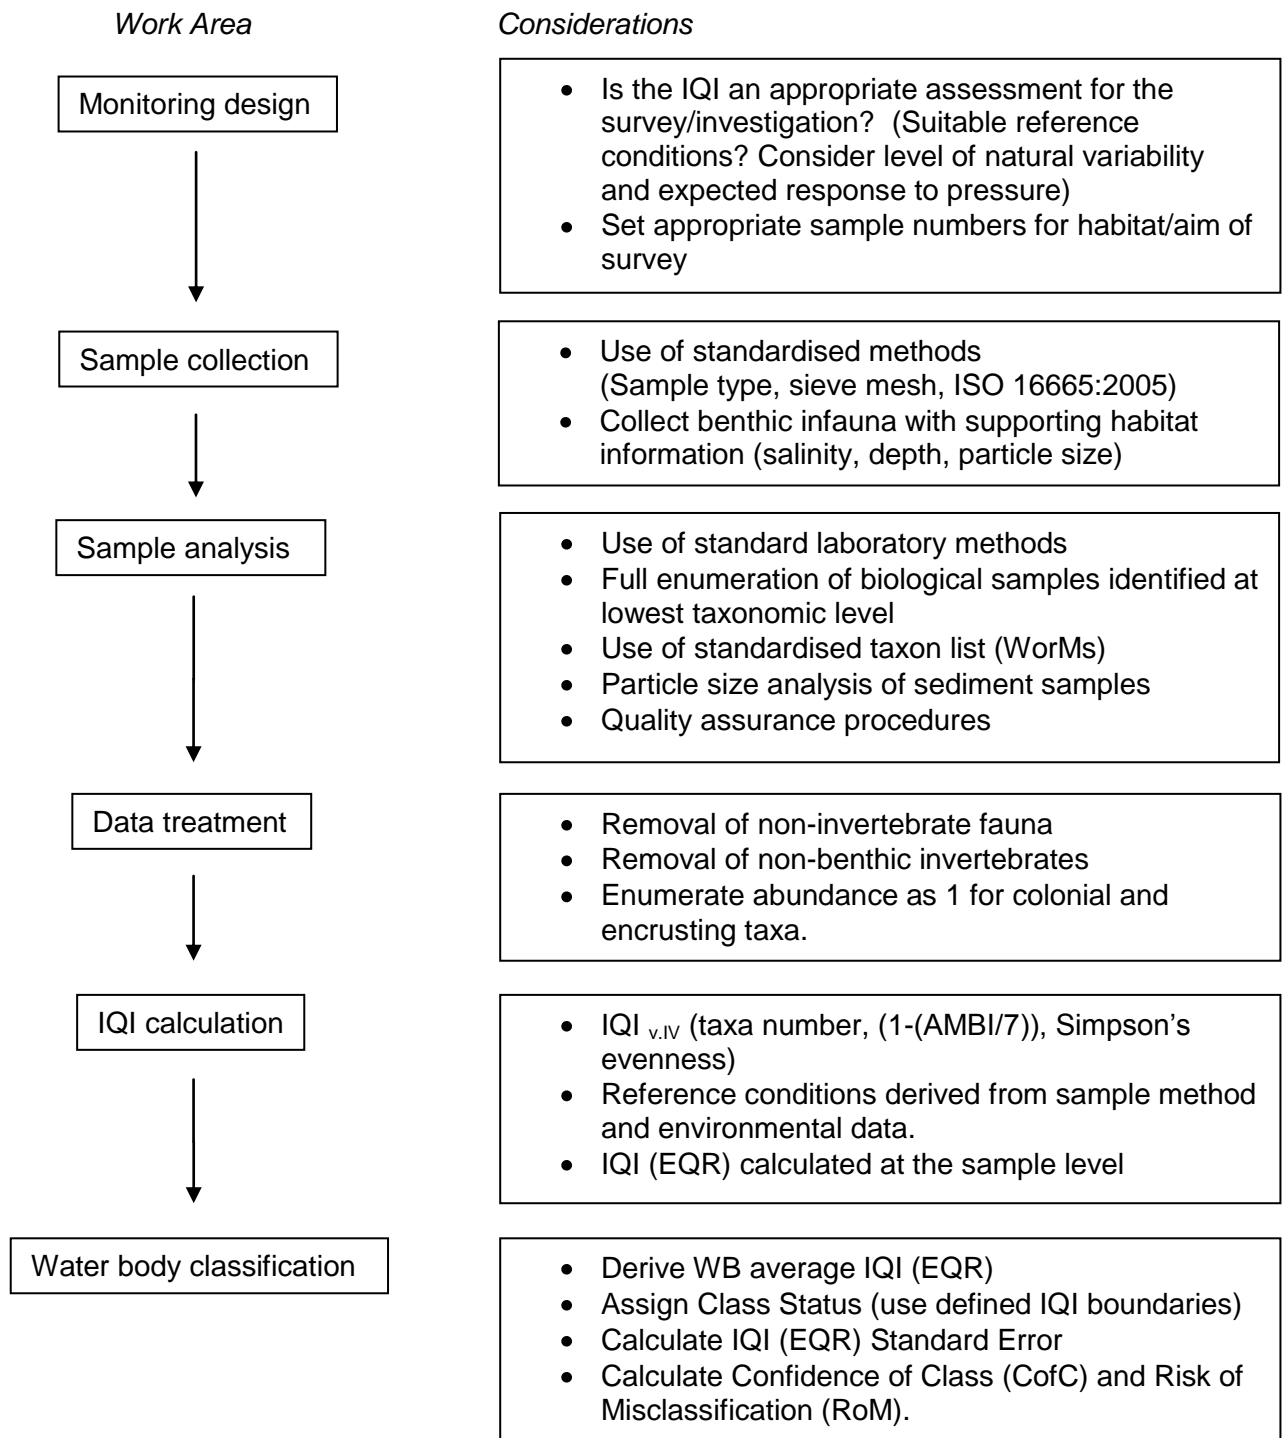 Work Area
Considerations
Monitoring design
• Is the IQI an appropriate assessment for the
survey/investigation? (Suitable reference
conditions? Consider level of natural variability
and expected response to pressure)
• Set appropriate sample numbers for habitat/aim of
survey
Sample collection
• Use of standardised methods
(Sample type, sieve mesh, ISO 16665:2005)
• Collect benthic infauna with supporting habitat
information (salinity, depth, particle size)
Sample analysis
• Use of standard laboratory methods
• Full enumeration of biological samples identified at
lowest taxonomic level
• Use of standardised taxon list (WorMs)
• Particle size analysis of sediment samples
• Quality assurance procedures
Data treatment
• Removal of non-invertebrate fauna
• Removal of non-benthic invertebrates
• Enumerate abundance as 1 for colonial and
encrusting taxa.
IQI calculation
• IQI v.IV (taxa number, (1-(AMBI/7)), Simpson’s
evenness)
• Reference conditions derived from sample method
and environmental data.
• IQI (EQR) calculated at the sample level
Water body classification
• Derive WB average IQI (EQR)
• Assign Class Status (use defined IQI boundaries)
• Calculate IQI (EQR) Standard Error
• Calculate Confidence of Class (CofC) and Risk of
Misclassification (RoM).